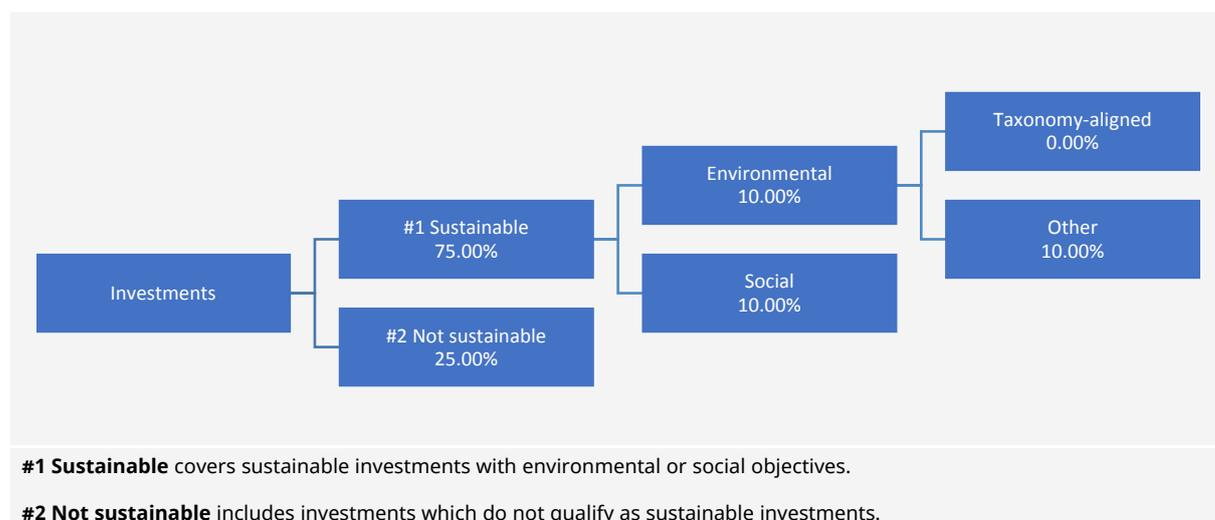 Taxonomy-aligned
0.00%
Environmental
10.00%
#1 Sustainable
75.00%
Other
10.00%
Investments
Social
10.00%
#2 Not sustainable
25.00%
#1 Sustainable covers sustainable investments with environmental or social objectives.
#2 Not sustainable includes investments which do not qualify as sustainable investments.